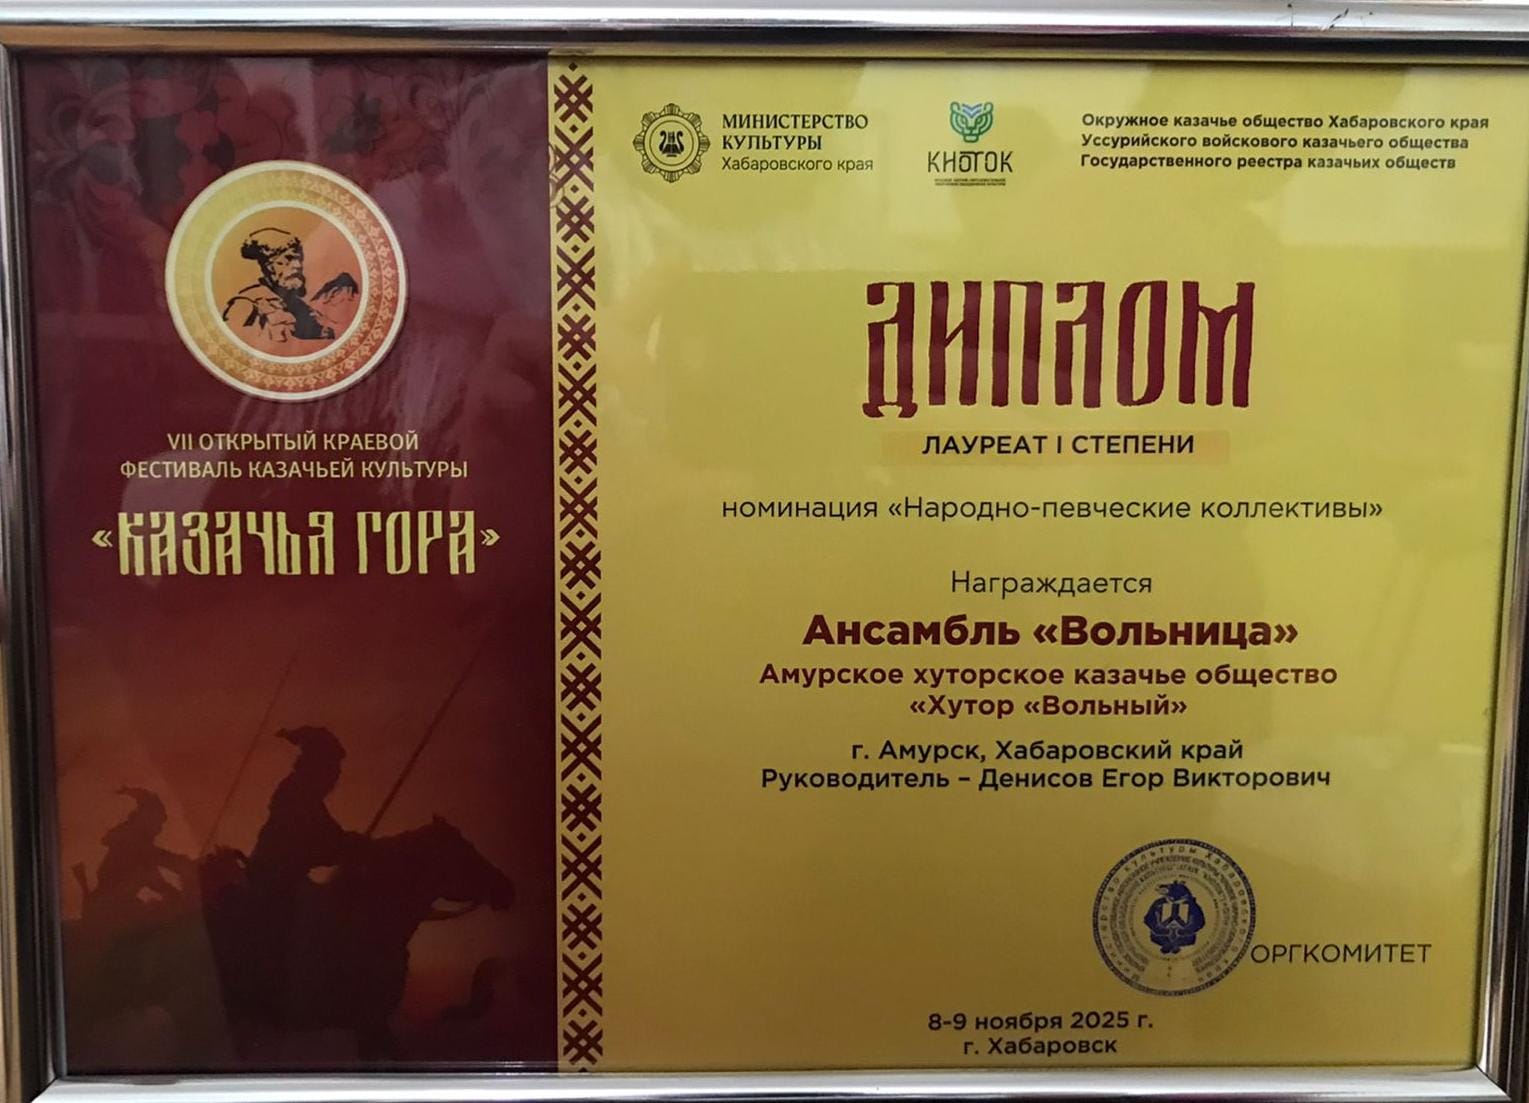 VII ОТКРЫТЫЙ КРАЕВОЙ
ФЕСТИВАЛЬ КАЗАЧЬЕЙ КУЛЬТУРЫ
«КАЗАЧЬЯ ГОРА»
МИНИСТЕРСТВО
КУЛЬТУРЫ
Хабаровского края
КНОТОК
Окружное казачье общество Хабаровского края
Уссурийского войскового казачьего общества
Государственного реестра казачьих обществ
ДИПЛОМ
ЛАУРЕАТ I СТЕПЕНИ
номинация «Народно-певческие коллективы»
Награждается
Ансамбль «Вольница»
Амурское хуторское казачье общество
«Хутор «Вольный»
г. Амурск, Хабаровский край
Руководитель – Денисов Егор Викторович
ОРГКОМИТЕТ
8-9 ноября 2025 г.
г. Хабаровск